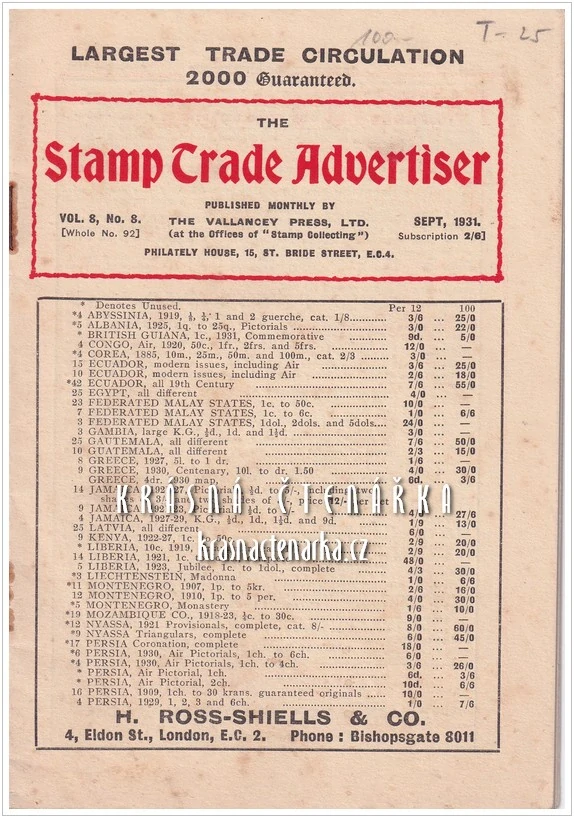 100-
T- 25
LARGEST TRADE CIRCULATION
2000 Guaranteed.
THE
Stamp Trade Advertiser
PUBLISHED MONTHLY BY
VOL. 8, No. 8. THE VALLANCEY PRESS, LTD. SEPT, 1931.
[Whole No. 92] (at the Offices of "Stamp Collecting") Subscription 2/6]
PHILATELY HOUSE, 15, ST. BRIDE STREET, E.C.4.
* Denotes Unused. Per 12 100
*4 ABYSSINIA, 1919, ⅛, ¼, 1 and 2 guerche, cat. 1/8 3/6 ... 25/0
*5 ALBANIA, 1925, 1q. to 25q., Pictorials 3/0 ... 22/0
* BRITISH GUIANA, 1c., 1931, Commemorative 9d. ... 5/0
4 CONGO, Air, 1920, 50c., 1fr., 2frs. and 5frs. 12/0 ... —
*4 COREA, 1885, 10m., 25m., 50m. and 100m., cat. 2/3 3/0 ... —
15 ECUADOR, modern issues, including Air 3/6 ... 25/0
10 ECUADOR, modern issues, including Air 2/6 ... 18/0
*42 ECUADOR, all 19th Century 7/6 ... 55/0
25 EGYPT, all different 4/0 ... —
23 FEDERATED MALAY STATES, 1c. to 50c. 10/0 ... —
7 FEDERATED MALAY STATES, 1c. to 6c. 1/0 ... 6/6
3 FEDERATED MALAY STATES, 1dol., 2dols. and 5dols. 24/0 ... —
3 GAMBIA, large K.G., ½d., 1d. and 1½d. 3/0 ... —
25 GAUTEMALA, all different 7/6 ... 50/0
10 GUATEMALA, all different 2/3 ... 15/0
8 GREECE, 1927, 5l. to 1 dr. 1/6 ... —
9 GREECE, 1930, Centenary, 10l. to dr. 1.50 4/0 ... 30/0
GREECE, 4dr. 1930 map 6d. ... 3/6
14 JAMAICA, Pictorials, including two
shades of price 12/- per set
9 JAMAICA
4 JAMAICA, 1927-29, K.G., ½d., 1d., 1½d. and 9d. 27/6
25 LATVIA, all different 1/9 ... 13/0
9 KENYA, 1922-27, 1c. 6/0 ... —
* LIBERIA, 10c. 1919, 2/9 ... 20/0
14 LIBERIA, 1921, 1c. 2/9 ... 20/0
5 LIBERIA, 1923, Jubilee, 1c. to 1dol., complete 48/0 ... —
*3 LIECHTENSTEIN, Madonna 4/3 ... 30/0
*11 MONTENEGRO, 1907, 1p. to 5kr. 1/0 ... 6/6
12 MONTENEGRO, 1910, 1p. to 5 per. 2/6 ... 16/0
*5 MONTENEGRO, Monastery 4/0 ... 30/0
*19 MOZAMBIQUE CO., 1918-23, ¼c. to 30c. 1/6 ... 10/0
*12 NYASSA, 1921 Provisionals, complete, cat. 8/- 9/0 ... —
*9 NYASSA Triangulars, complete 8/0 ... 60/0
*17 PERSIA Coronation, complete 6/0 ... 45/0
*6 PERSIA, 1930, Air Pictorials, 1ch. to 6ch. 18/0 ... —
*4 PERSIA, 1930, Air Pictorials, 1ch. to 4ch. 6/0 ... —
* PERSIA, Air Pictorial, 1ch. 3/6 ... 26/0
* PERSIA, Air Pictorial, 2ch. 6d. ... 3/6
16 PERSIA, 1909, 1ch. to 30 krans. guaranteed originals 10d. ... 6/6
4 PERSIA, 1929, 1, 2, 3 and 6ch. 10/0 ... —
1/0 ... 7/6
H. ROSS-SHIELLS & CO.
4, Eldon St., London, E.C. 2. Phone : Bishopsgate 8011
KRÁSNÁ ČTENÁŘKA
krasnactenarka.cz